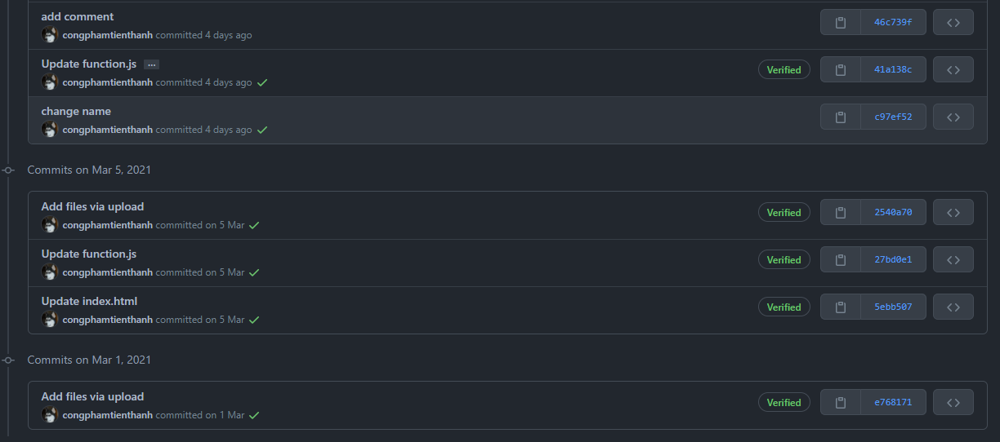 add comment
congphamtienthanh committed 4 days ago
46c739f
Update function.js ...
congphamtienthanh committed 4 days ago
Verified
41a138c
change name
congphamtienthanh committed 4 days ago
c97ef52
Commits on Mar 5, 2021
Add files via upload
congphamtienthanh committed on 5 Mar
Verified
2540a70
Update function.js
congphamtienthanh committed on 5 Mar
Verified
27bd0e1
Update index.html
congphamtienthanh committed on 5 Mar
Verified
5ebb507
Commits on Mar 1, 2021
Add files via upload
congphamtienthanh committed on 1 Mar
Verified
e768171